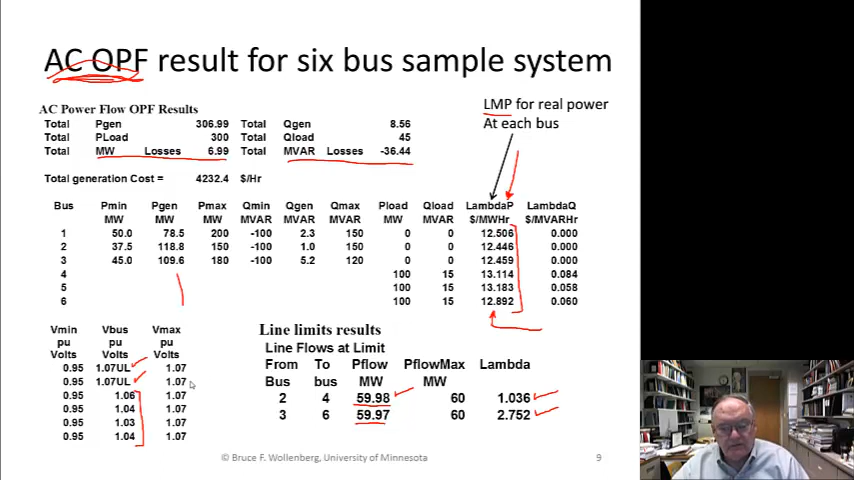 AC OPF result for six bus sample system
AC Power Flow OPF Results
Total Pgen 306.99 Total Qgen 8.56
Total PLoad 300 Total Qload 45
Total MW Losses 6.99 Total MVAR Losses -36.44
Total generation Cost = 4232.4 $/Hr
LMP for real power
At each bus
Bus Pmin Pgen Pmax Qmin Qgen Qmax Pload Qload LambdaP LambdaQ
MW MW MW MVAR MVAR MVAR MW MVAR $/MWHr $/MVARHr
1 50.0 78.5 200 -100 2.3 150 0 0 12.506 0.000
2 37.5 118.8 150 -100 1.0 150 0 0 12.446 0.000
3 45.0 109.6 180 -100 5.2 120 0 0 12.459 0.000
4 100 15 13.114 0.084
5 100 15 13.183 0.058
6 100 15 12.892 0.060
Vmin Vbus Vmax
pu pu pu
Volts Volts Volts
0.95 1.07UL 1.07
0.95 1.07UL 1.07
0.95 1.06 1.07
0.95 1.04 1.07
0.95 1.03 1.07
0.95 1.04 1.07
Line limits results
Line Flows at Limit
From To Pflow PflowMax Lambda
Bus bus MW MW
2 4 59.98 60 1.036
3 6 59.97 60 2.752
© Bruce F. Wollenberg, University of Minnesota
9